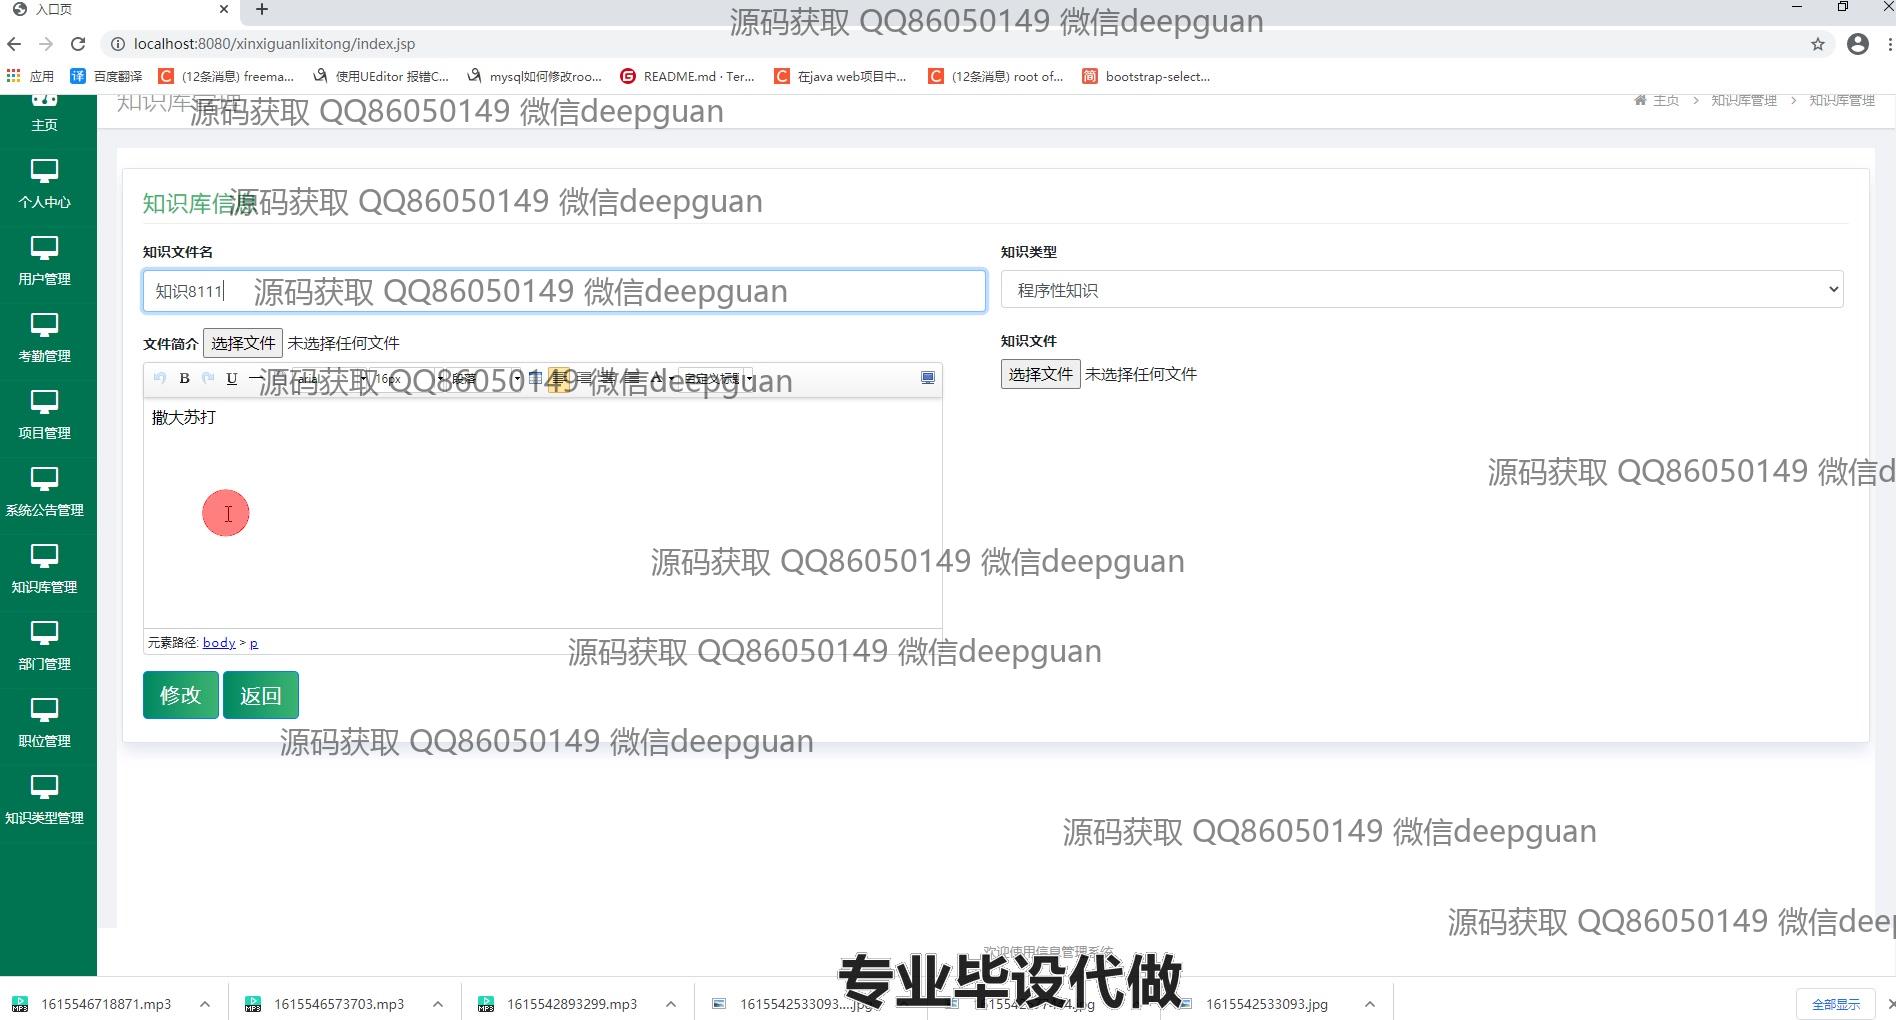 入口页
源码获取 QQ86050149 微信deepguan
localhost:8080/xinxiguanlixitong/index.jsp
应用 百度翻译 (12条消息) freema... 使用UEditor 报错C... mysql如何修改roo... README.md · Ter... 在java web项目中... (12条消息) root of... bootstrap-select...
知识库管理
源码获取 QQ86050149 微信deepguan
主页 > 知识库管理 > 知识库管理
主页
个人中心
用户管理
考勤管理
项目管理
系统公告管理
知识库管理
部门管理
职位管理
知识类型管理
知识库信息
源码获取 QQ86050149 微信deepguan
知识文件名
知识8111
源码获取 QQ86050149 微信deepguan
知识类型
程序性知识
文件简介 选择文件 未选择任何文件
知识文件
选择文件 未选择任何文件
B U arial 16px 段落 A 自定义标题
源码获取 QQ86050149 微信deepguan
撒大苏打
源码获取 QQ86050149 微信d
源码获取 QQ86050149 微信deepguan
元素路径: body > p
源码获取 QQ86050149 微信deepguan
修改 返回
源码获取 QQ86050149 微信deepguan
源码获取 QQ86050149 微信deepguan
源码获取 QQ86050149 微信deep
欢迎使用信息管理系统
专业毕设代做
1615546718871.mp3 1615546573703.mp3 1615542893299.mp3 1615542533093....jpg 1615542533093.jpg 全部显示